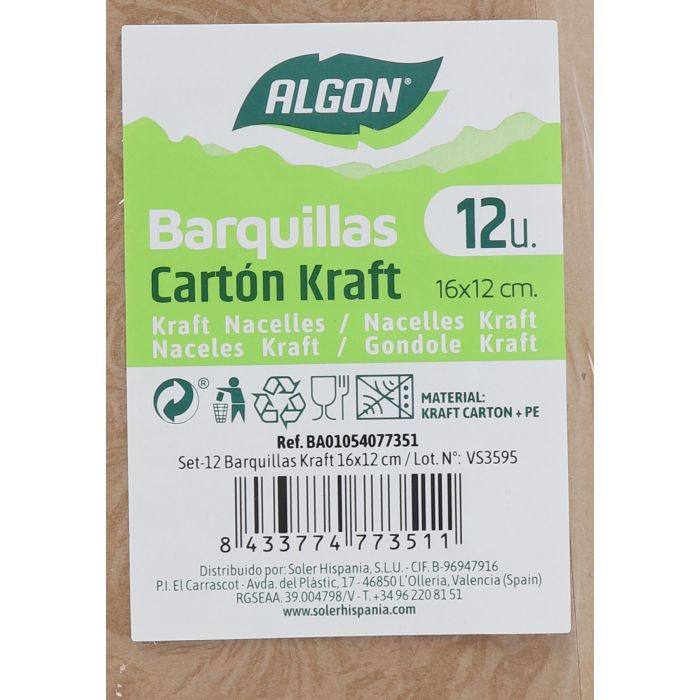 ALGON®
Barquillas
12u.
Cartón Kraft
16x12 cm.
Kraft Nacelles / Nacelles Kraft
Naceles Kraft / Gondole Kraft
®
MATERIAL:
KRAFT CARTON + PE
Ref. BA01054077351
Set-12 Barquillas Kraft 16x12 cm / Lot. Nº: VS3595
8 433774 773511
Distribuido por: Soler Hispania, S.L.U. - CIF. B-96947916
P.I. El Carrascot - Avda. del Plàstic, 17 - 46850 L'Olleria, Valencia (Spain)
RGSEAA. 39.004798/V - T. +34 96 220 81 51
www.solerhispania.com